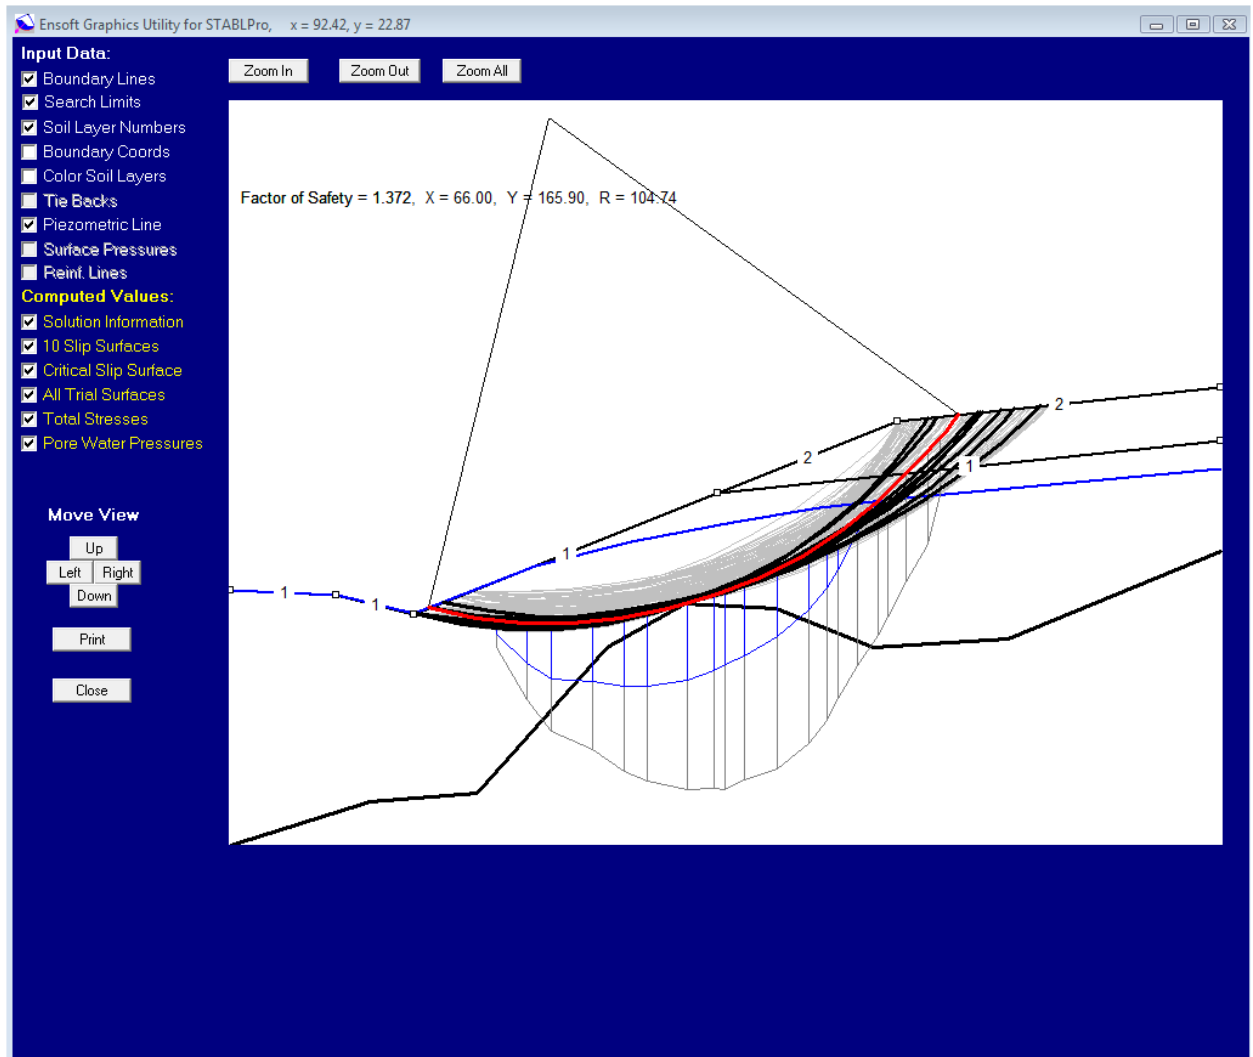 Ensoft Graphics Utility for STABLPro, x = 92.42, y = 22.87
Input Data:
Boundary Lines
Search Limits
Soil Layer Numbers
Boundary Coords
Color Soil Layers
Tie Backs
Piezometric Line
Surface Pressures
Reinf. Lines
Computed Values:
Solution Information
10 Slip Surfaces
Critical Slip Surface
All Trial Surfaces
Total Stresses
Pore Water Pressures
Move View
Up
Left Right
Down
Print
Close
Zoom In Zoom Out Zoom All
Factor of Safety = 1.372, X = 66.00, Y = 165.90, R = 104.74
2
2
1
1
1
1